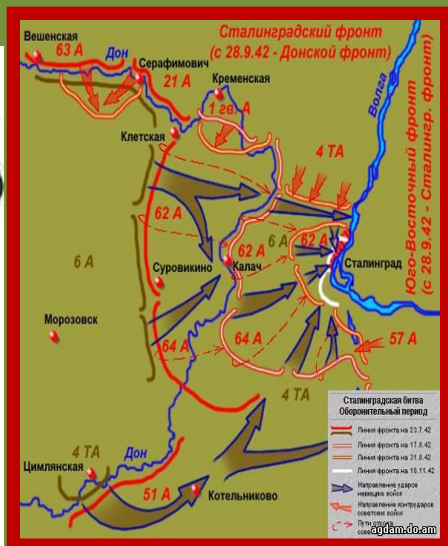 Сталинградский фронт
(с 28.9.42 - Донской фронт)
Вешенская
63 А
Дон
Серафимович
21 А
Кременская
1 гв. А
Клетская
4 ТА
Волга
Юго-Восточный фронт
(с 28.9.42 - Сталингр. фронт)
62 А
6 А
62 А
6 А
62 А
Суровикино
Калач
Сталинград
Морозовск
64 А
64 А
57 А
4 ТА
4 ТА
Дон
Цимлянская
51 А
Котельниково
Сталинградская битва
Оборонительный период
Линия фронта на 23.7.42
Линия фронта на 17.8.42
Линия фронта на 31.8.42
Линия фронта на 18.11.42
Направление ударов
немецких войск
Направление контрударов
советских войск
Пути отхода
agdam.do.am